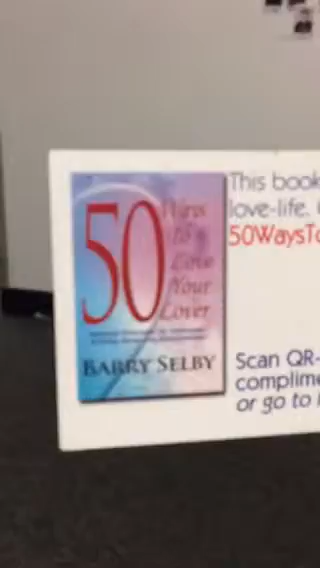 50
Ways
to
Love
Your
Lover
BARRY SELBY
This book
love-life.
50WaysTo
Scan QR-
complime
or go to